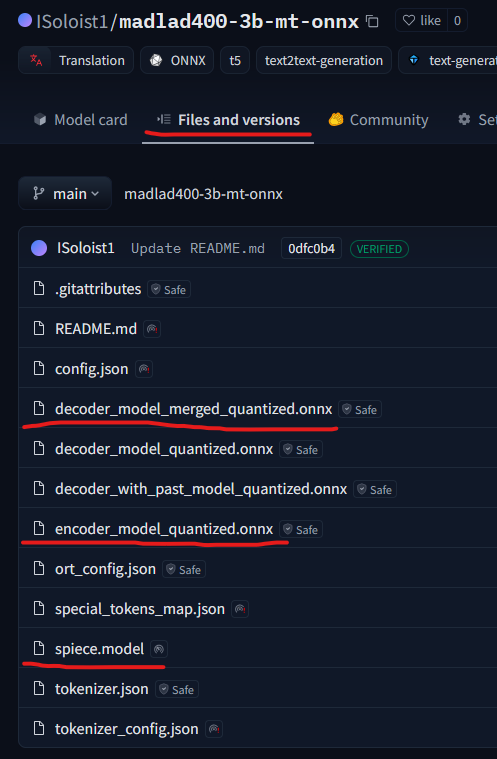 ISoloist1/madlad400-3b-mt-onnx like 0
Translation ONNX t5 text2text-generation text-generat
Model card Files and versions Community Set
main madlad400-3b-mt-onnx
ISoloist1 Update README.md 0dfc0b4 VERIFIED
.gitattributes Safe
README.md
config.json
decoder_model_merged_quantized.onnx Safe
decoder_model_quantized.onnx Safe
decoder_with_past_model_quantized.onnx Safe
encoder_model_quantized.onnx Safe
ort_config.json Safe
special_tokens_map.json
spiece.model
tokenizer.json Safe
tokenizer_config.json